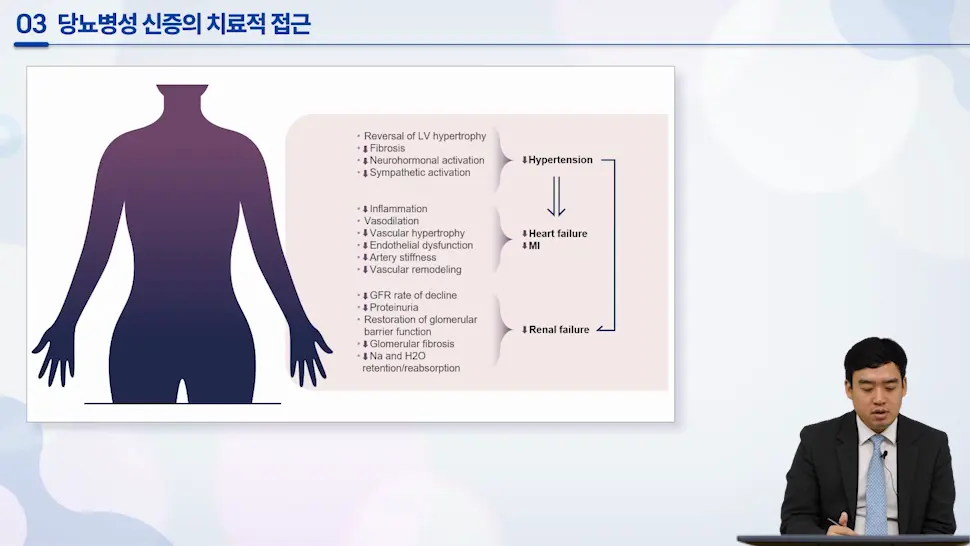 03 당뇨병성 신증의 치료적 접근
• Reversal of LV hypertrophy
• ⬇ Fibrosis
• ⬇ Neurohormonal activation
• ⬇ Sympathetic activation
⬇ Hypertension
• ⬇ Inflammation
• Vasodilation
• ⬇ Vascular hypertrophy
• ⬇ Endothelial dysfunction
• ⬇ Artery stiffness
• ⬇ Vascular remodeling
⬇ Heart failure
⬇ MI
• ⬇ GFR rate of decline
• ⬇ Proteinuria
• Restoration of glomerular
barrier function
• ⬇ Glomerular fibrosis
• ⬇ Na and H2O
retention/reabsorption
⬇ Renal failure